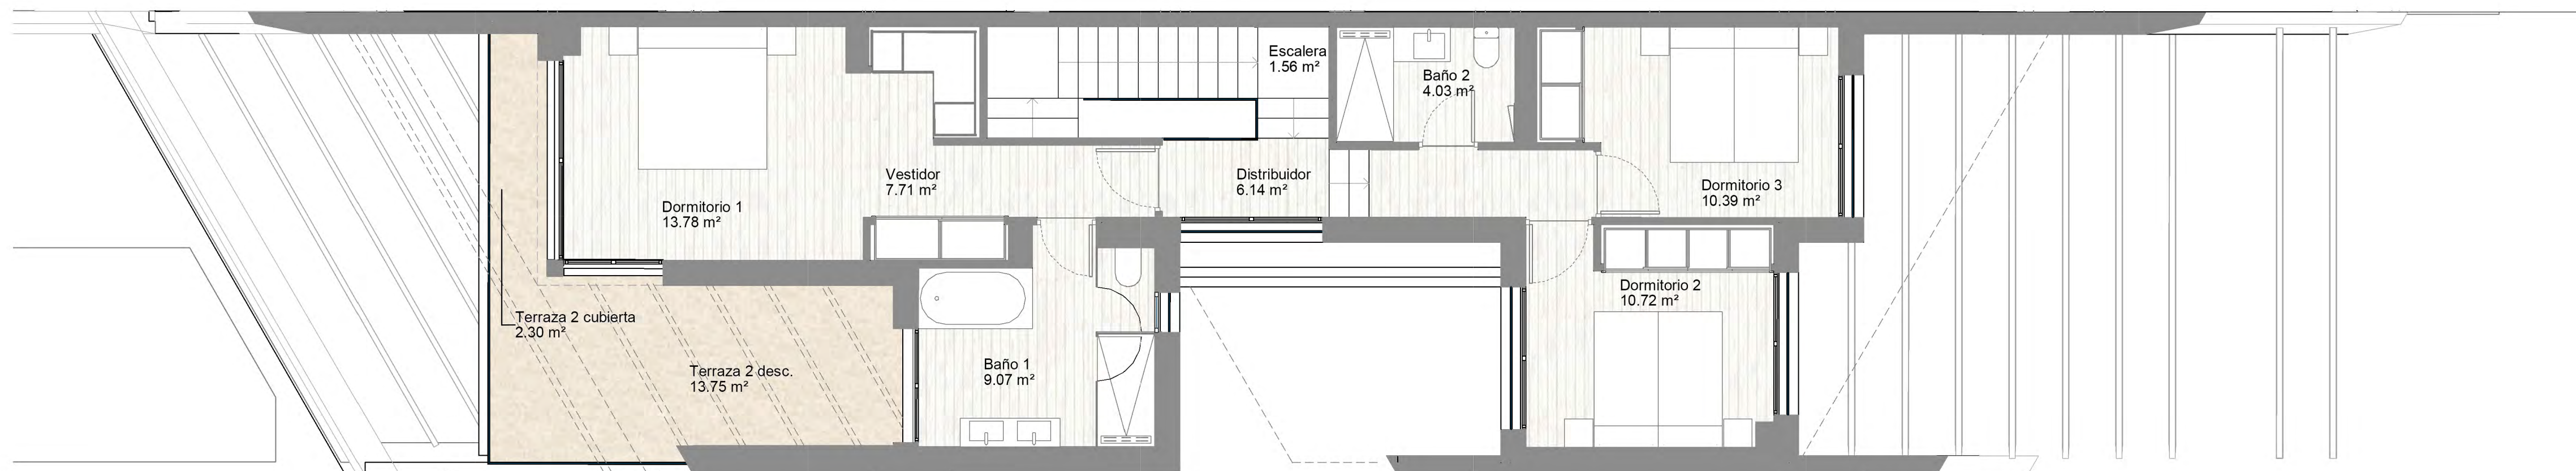 Escalera
1.56 m²
Baño 2
4.03 m²
Vestidor
7.71 m²
Distribuidor
6.14 m²
Dormitorio 3
10.39 m²
Dormitorio 1
13.78 m²
Dormitorio 2
10.72 m²
Terraza 2 cubierta
2.30 m²
Terraza 2 desc.
13.75 m²
Baño 1
9.07 m²